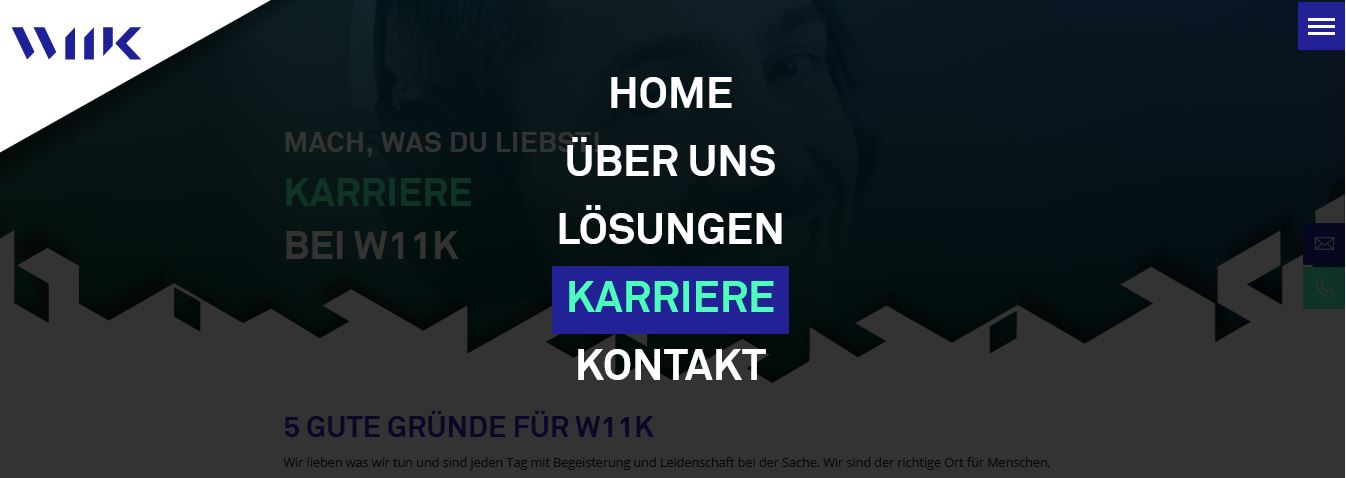 W11K
HOME
MACH, WAS DU LIEBST!
ÜBER UNS
KARRIERE
LÖSUNGEN
BEI W11K
KARRIERE
KONTAKT
5 GUTE GRÜNDE FÜR W11K
Wir lieben was wir tun und sind jeden Tag mit Begeisterung und Leidenschaft bei der Sache. Wir sind der richtige Ort für Menschen,